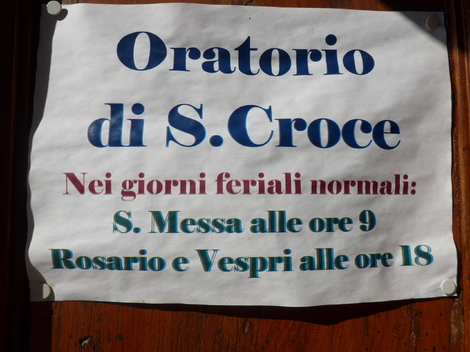 Oratorio
di S.Croce
Nei giorni feriali normali:
S. Messa alle ore 9
Rosario e Vespri alle ore 18